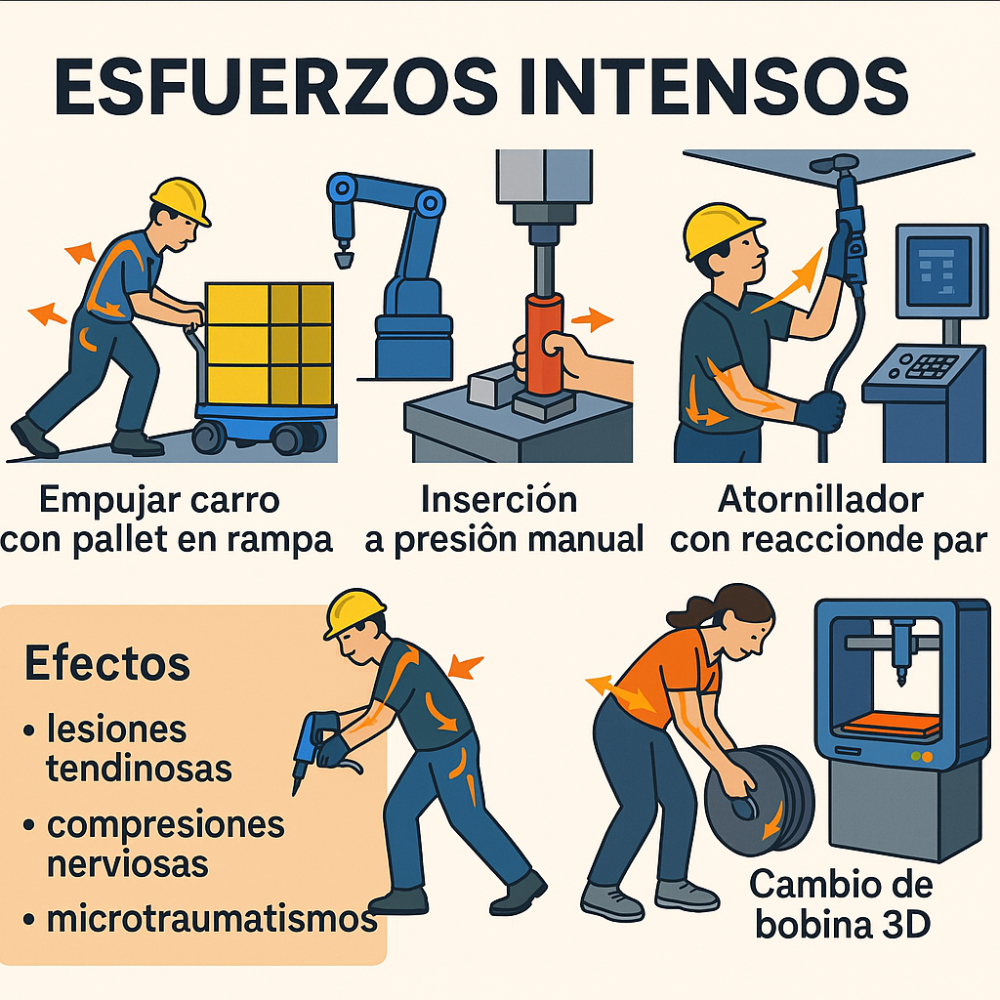 ESFUERZOS INTENSOS
Empujar carro
con pallet en rampa
Inserción
a presiôn manual
Atornillador
con reaccionde par
Efectos
• lesiones
tendinosas
• compresiones
nerviosas
• microtraumatismos
Cambio de
bobina 3D